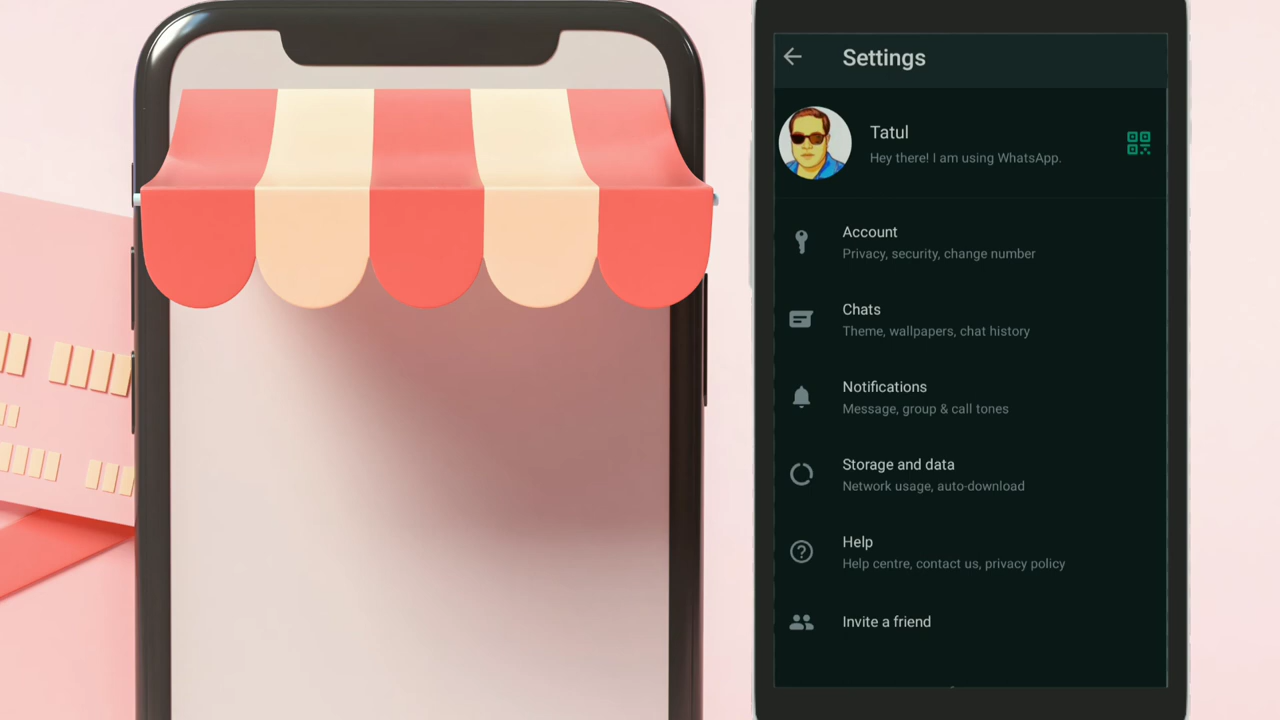 Settings
Tatul
Hey there! I am using WhatsApp.
Account
Privacy, security, change number
Chats
Theme, wallpapers, chat history
Notifications
Message, group & call tones
Storage and data
Network usage, auto-download
Help
Help centre, contact us, privacy policy
Invite a friend